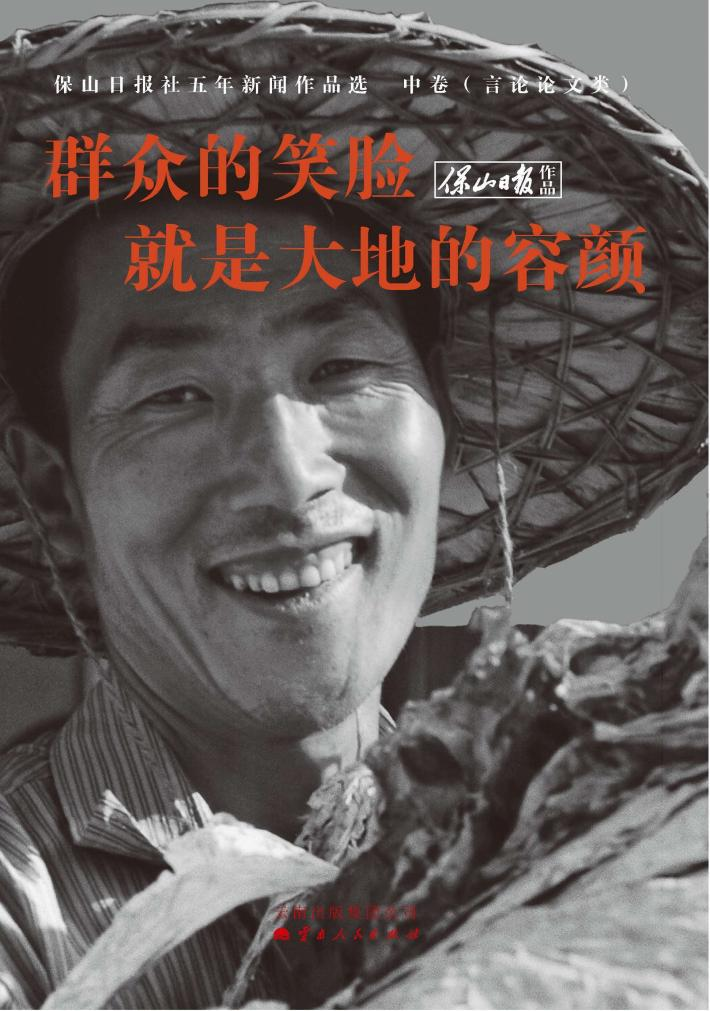 保山日报社五年新闻作品选 中卷（言论论文类）
群众的笑脸
保山日报 作品
就是大地的容颜
云南出版集团公司
云南人民出版社